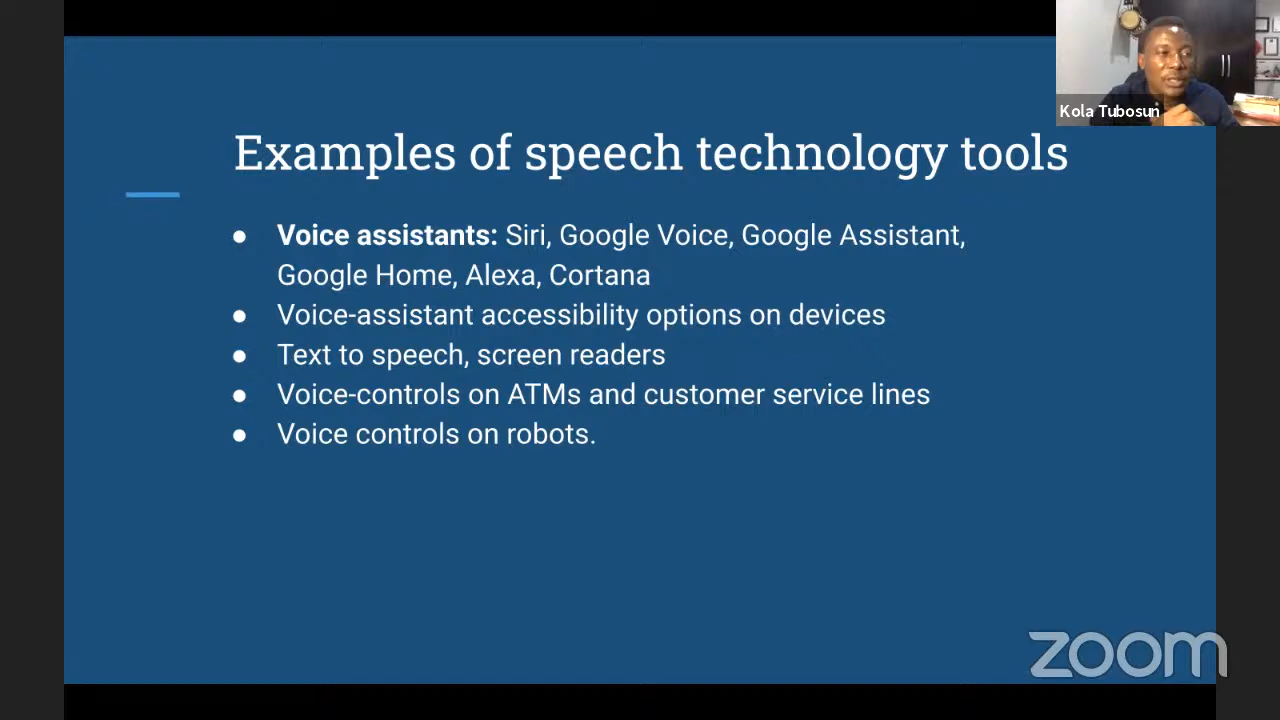 Kola Tubosun
Examples of speech technology tools
● Voice assistants: Siri, Google Voice, Google Assistant,
Google Home, Alexa, Cortana
● Voice-assistant accessibility options on devices
● Text to speech, screen readers
● Voice-controls on ATMs and customer service lines
● Voice controls on robots.
zoom